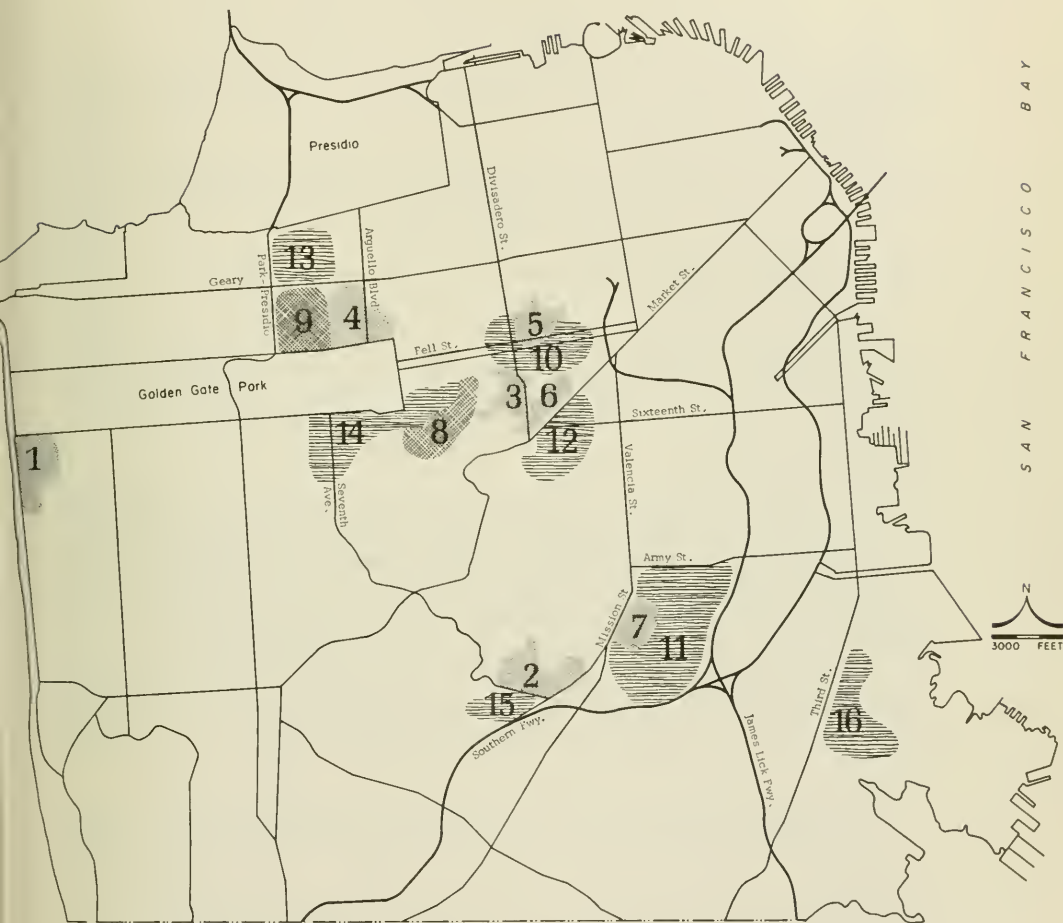 SAN FRANCISCO BAY
Presidio
Divisadero St.
13
Geary
Park-Presidio
Arguello Blvd.
Market St.
9
4
5
Fell St.
10
Golden Gate Park
3
6
Sixteenth St.
8
14
12
1
Seventh
Ave.
Valencia St.
Army St.
N
3000 FEET
Mission St
7
11
2
15
Southern Fwy.
Third St.
16
James Lick Fwy.